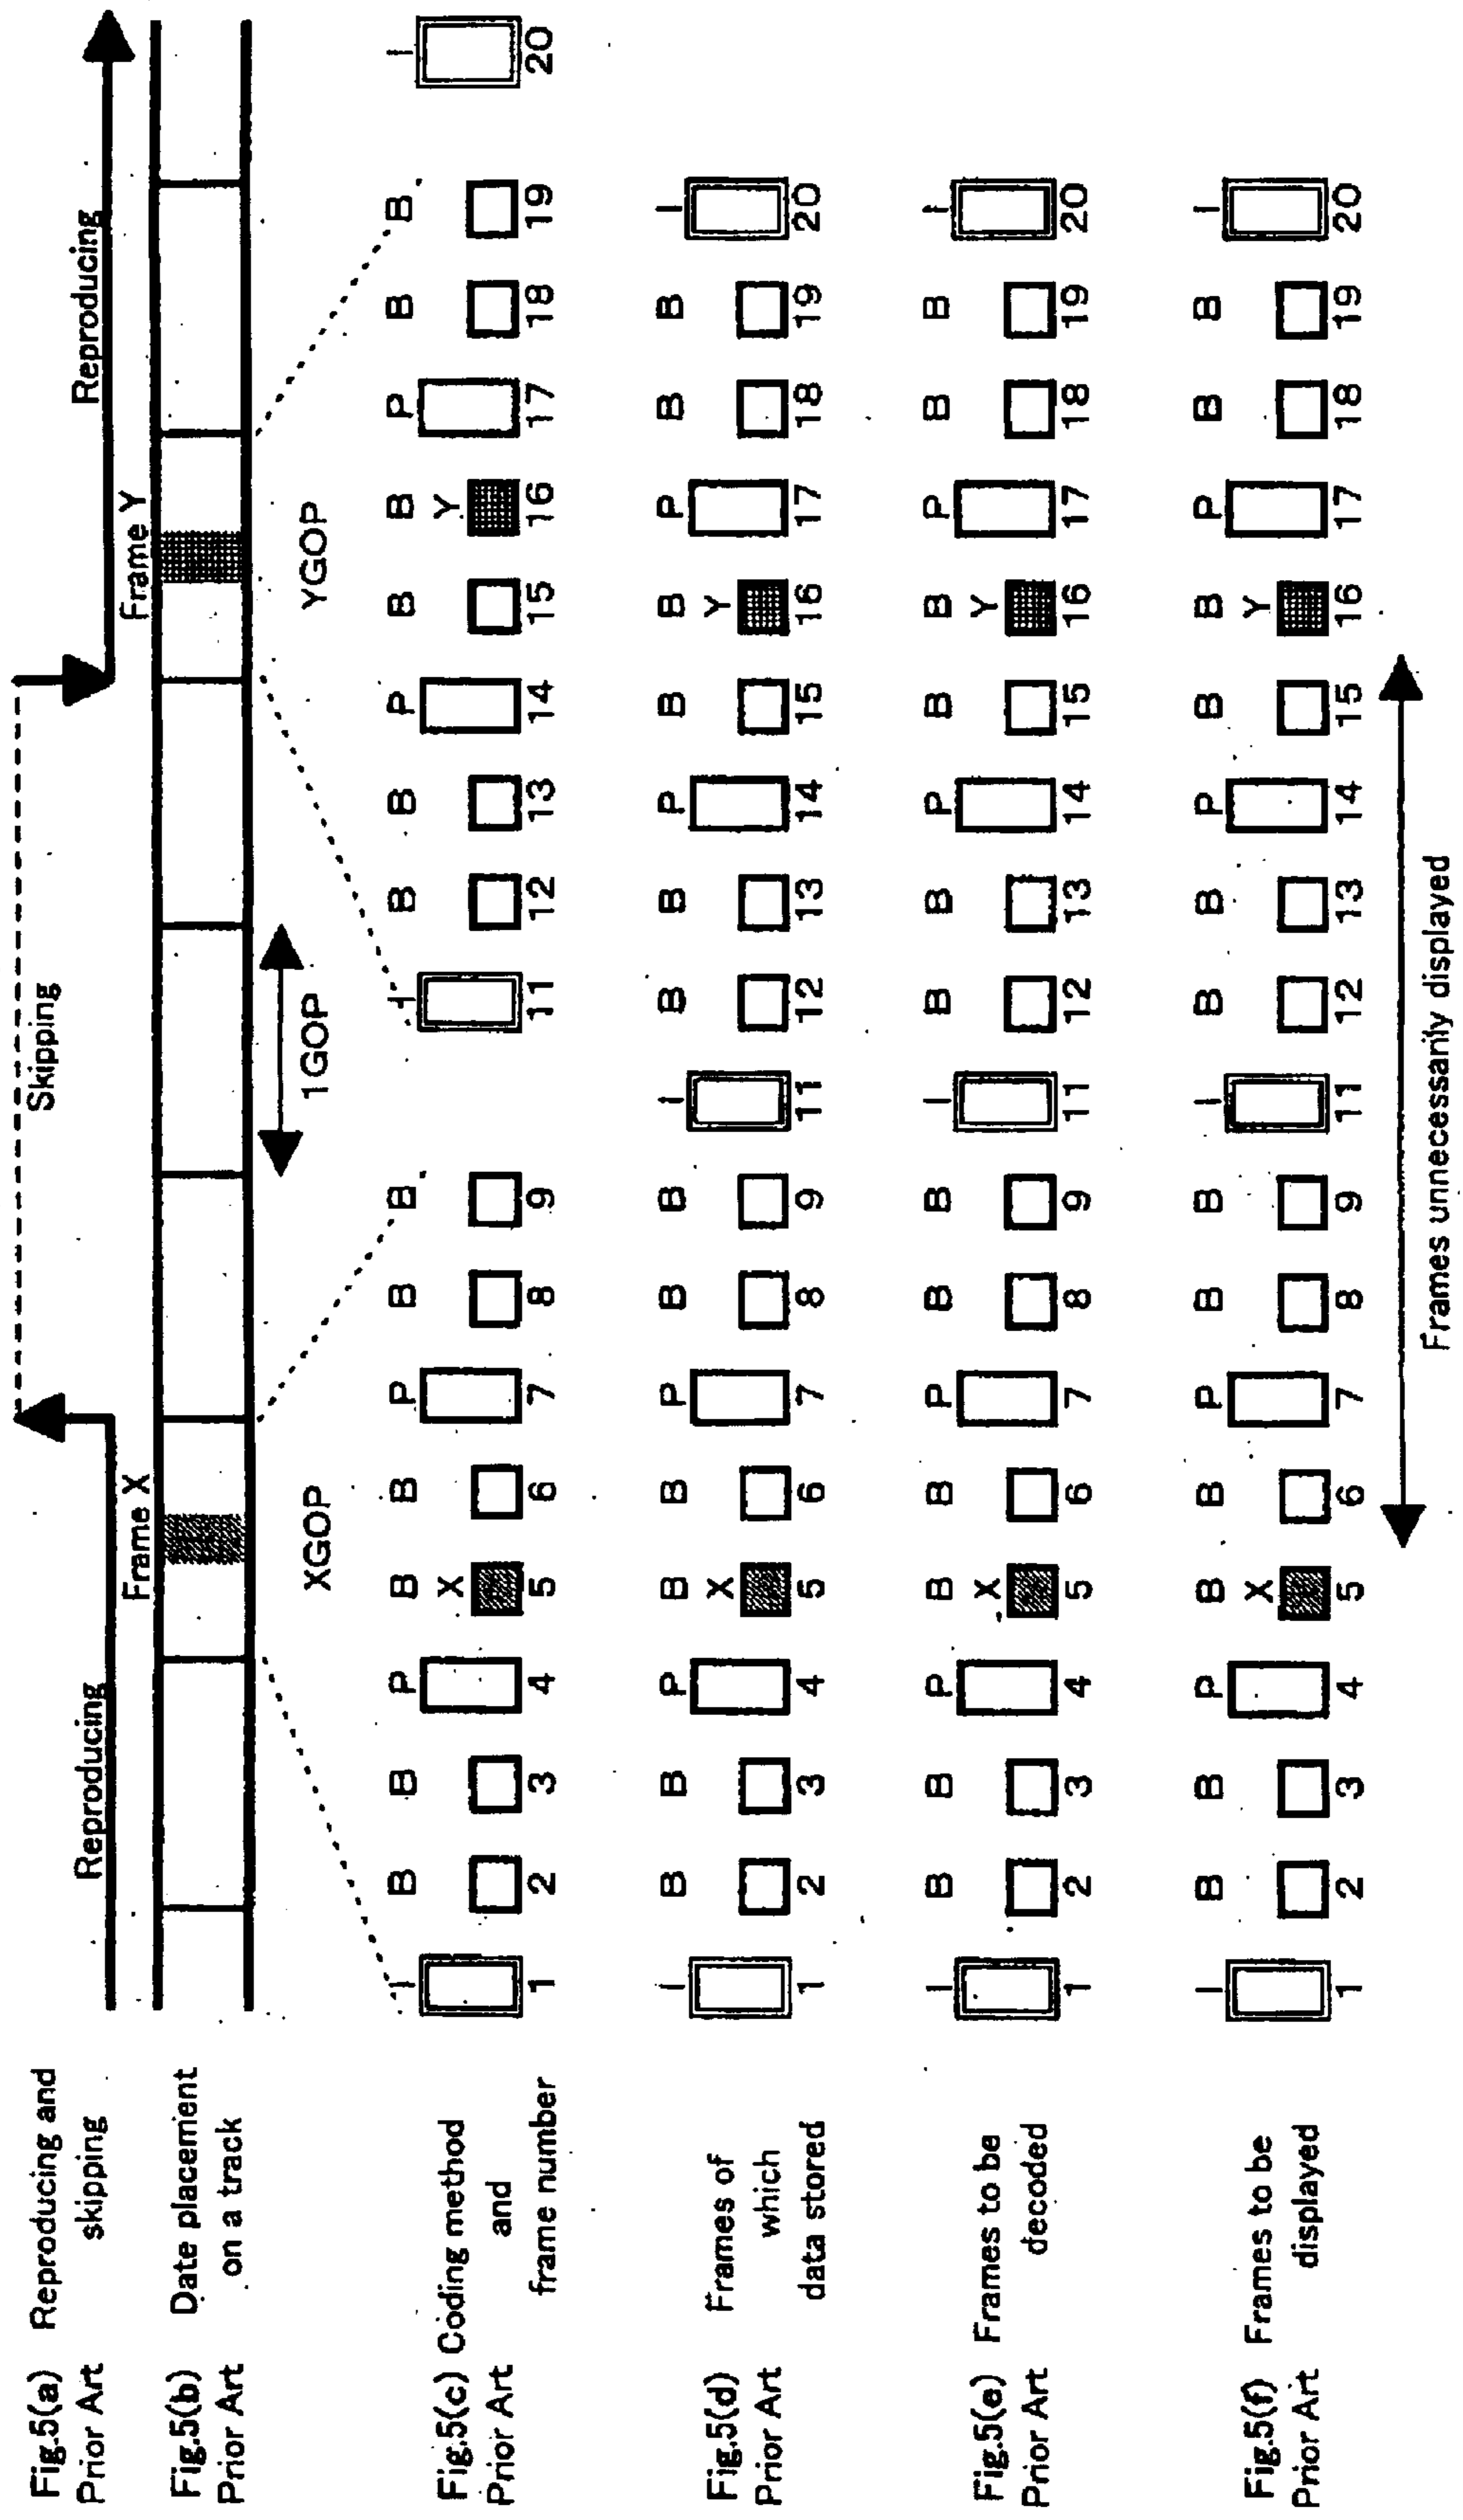 Fig.5(a) Reproducing and
Prior Art skipping
Reproducing
Skipping
Reproducing
Fig.5(b) Date placement
Prior Art on a track
Frame X
Frame Y
XGOP
1GOP
YGOP
Fig.5(c) Coding method
Prior Art and
frame number
I B B P B B P B B I B B P B B P B B I
X Y
1 2 3 4 5 6 7 8 9 11 12 13 14 15 16 17 18 19 20
Fig.5(d) Frames of
Prior Art which
data stored
I B B P B B P B B I B B P B B P B B I
X Y
1 2 3 4 5 6 7 8 9 11 12 13 14 15 16 17 18 19 20
Fig.5(e) Frames to be
Prior Art decoded
I B B P B B P B B I B B P B B P B B I
X Y
1 2 3 4 5 6 7 8 9 11 12 13 14 15 16 17 18 19 20
Fig.5(f) Frames to be
Prior Art displayed
I B B P B B P B B I B B P B B P B B I
X Y
1 2 3 4 5 6 7 8 9 11 12 13 14 15 16 17 18 19 20
Frames unnecessarily displayed